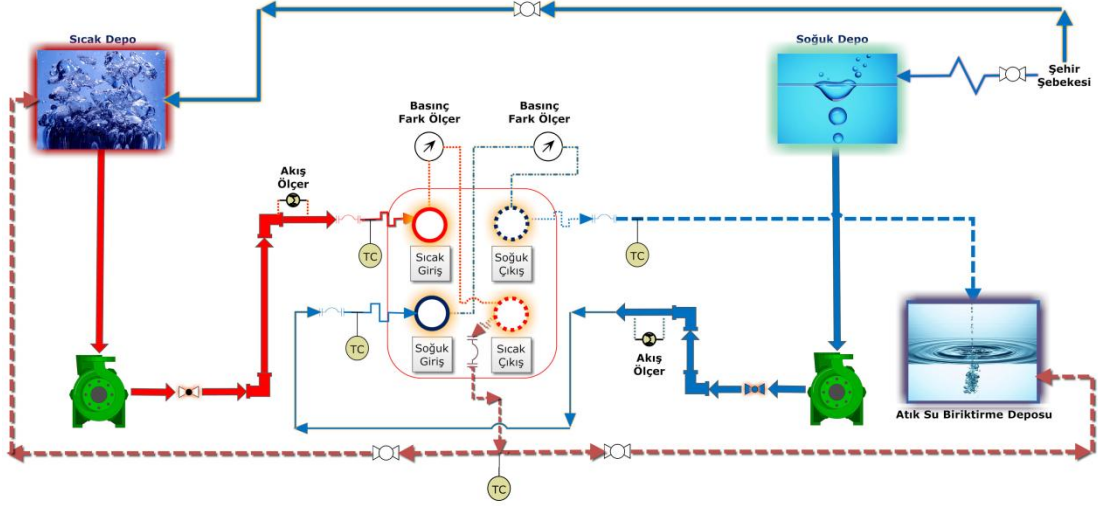 Sıcak Depo
Soğuk Depo
Şehir
Şebekesi
Basınç
Fark Ölçer
Basınç
Fark Ölçer
Akış
Ölçer
TC
Sıcak
Giriş
Soğuk
Çıkış
TC
TC
Soğuk
Giriş
Sıcak
Çıkış
Akış
Ölçer
Atık Su Biriktirme Deposu
TC